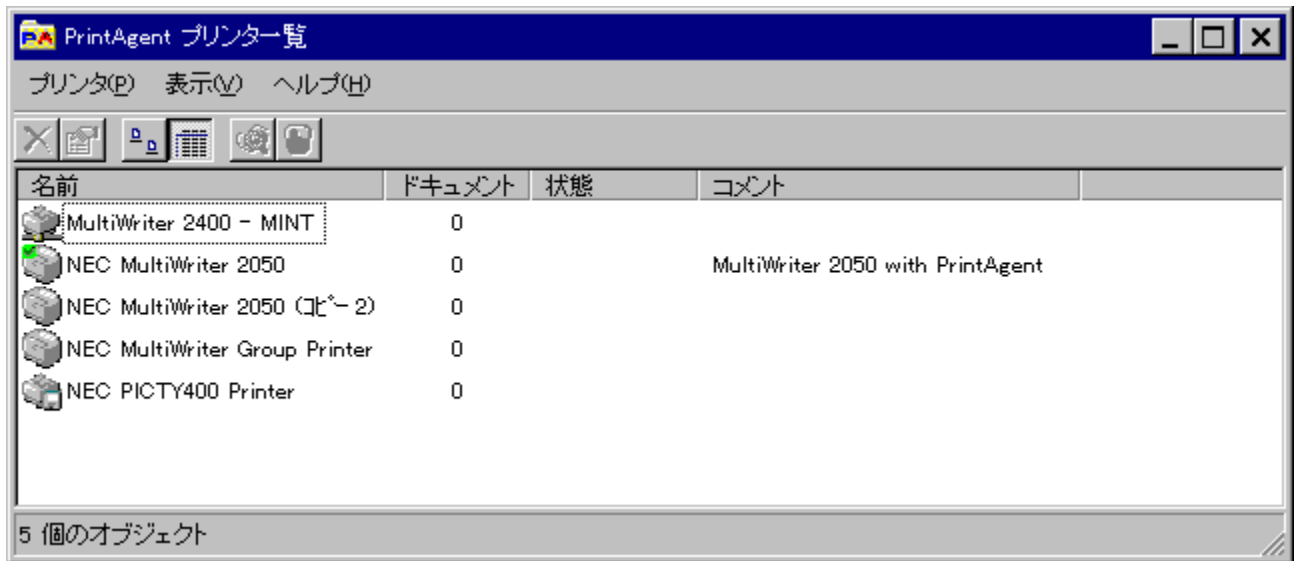 PrintAgent プリンタ一覧
プリンタ(P) 表示(V) ヘルプ(H)
名前 ドキュメント 状態 コメント
MultiWriter 2400 - MINT 0
NEC MultiWriter 2050 0 MultiWriter 2050 with PrintAgent
NEC MultiWriter 2050 (ｺﾋﾟｰ 2) 0
NEC MultiWriter Group Printer 0
NEC PICTY400 Printer 0
5 個のオブジェクト